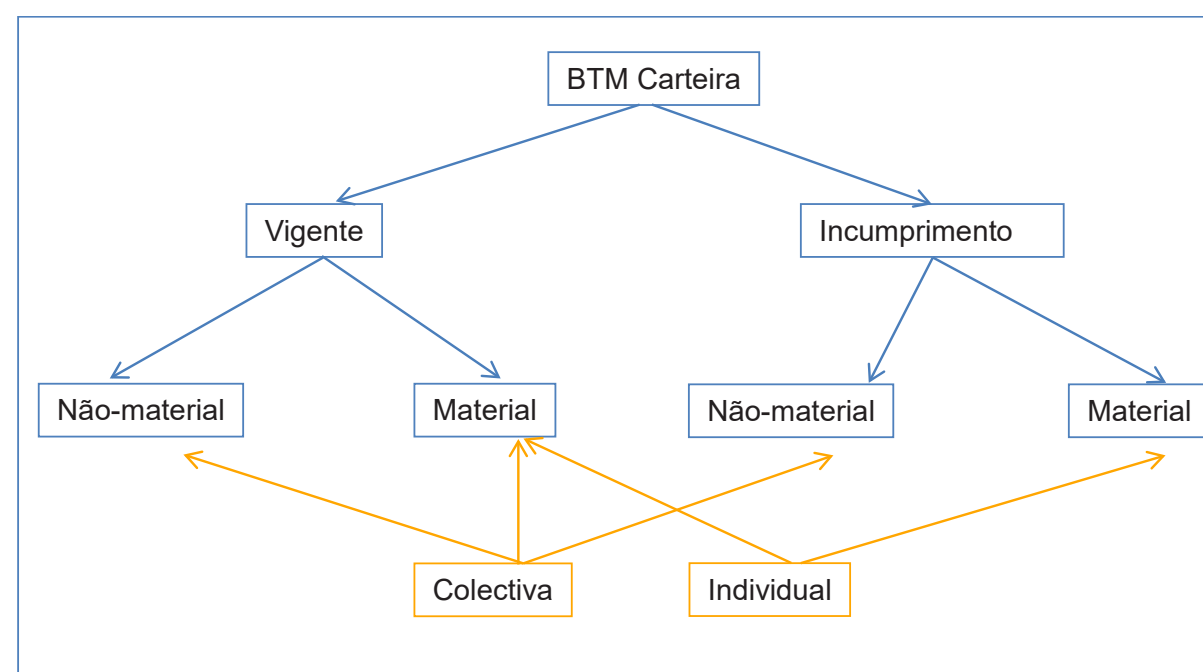 BTM Carteira
Vigente
Incumprimento
Não-material
Material
Não-material
Material
Colectiva
Individual